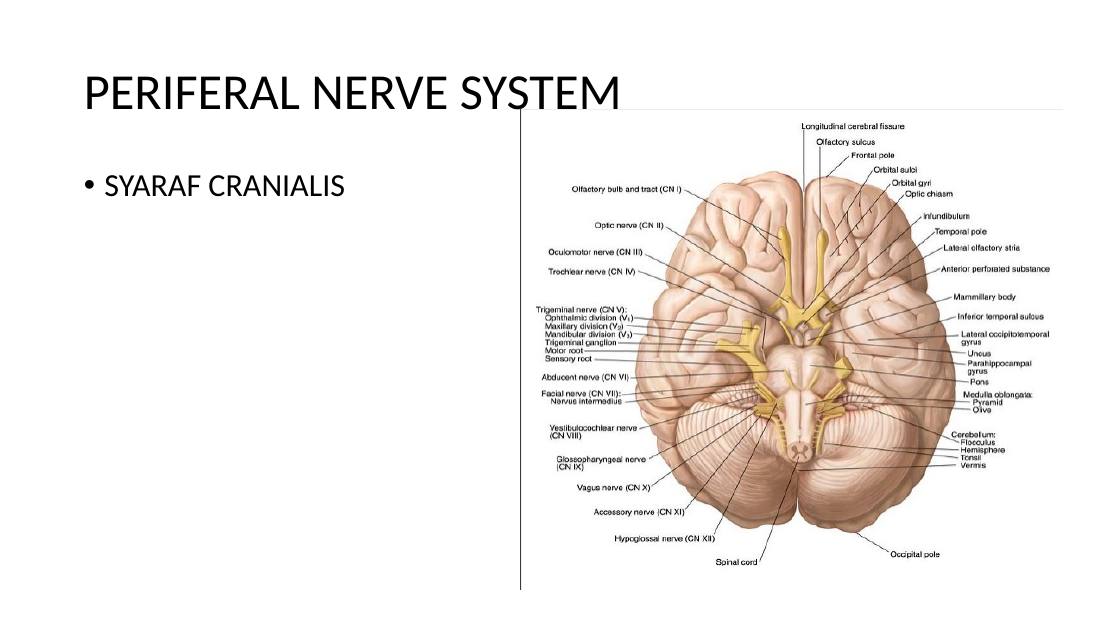 PERIFERAL NERVE SYSTEM
• SYARAF CRANIALIS
Longitudinal cerebral fissure
Olfactory sulcus
Frontal pole
Orbital sulci
Orbital gyri
Optic chiasm
Infundibulum
Temporal pole
Lateral olfactory stria
Anterior perforated substance
Mammillary body
Inferior temporal sulcus
Lateral occipitotemporal
gyrus
Uncus
Parahippocampal
gyrus
Pons
Medulla oblongata:
Pyramid
Olive
Cerebellum:
Flocculus
Hemisphere
Tonsil
Vermis
Occipital pole
Olfactory bulb and tract (CN I)
Optic nerve (CN II)
Oculomotor nerve (CN III)
Trochlear nerve (CN IV)
Trigeminal nerve (CN V):
Ophthalmic division (V₁)
Maxillary division (V₂)
Mandibular division (V₃)
Trigeminal ganglion
Motor root
Sensory root
Abducent nerve (CN VI)
Facial nerve (CN VII):
Nervus intermedius
Vestibulocochlear nerve
(CN VIII)
Glossopharyngeal nerve
(CN IX)
Vagus nerve (CN X)
Accessory nerve (CN XI)
Hypoglossal nerve (CN XII)
Spinal cord